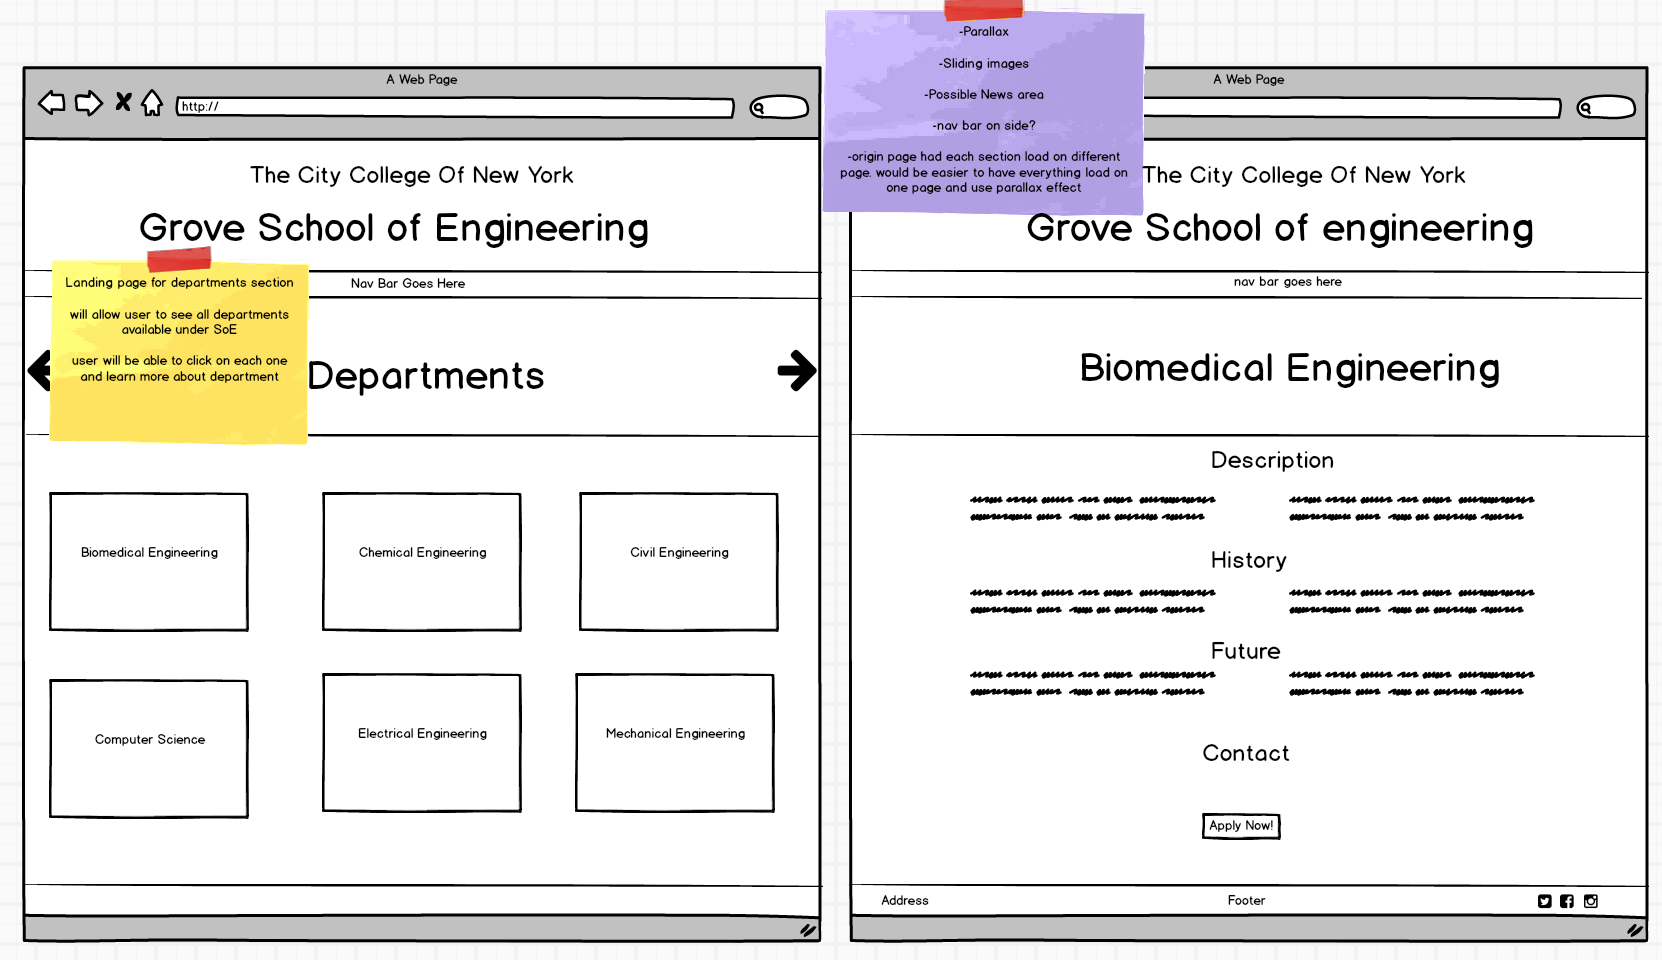 A Web Page
http://
The City College Of New York
Grove School of Engineering
Landing page for departments section
will allow user to see all departments
available under SoE
user will be able to click on each one
and learn more about department
Nav Bar Goes Here
Departments
Biomedical Engineering
Chemical Engineering
Civil Engineering
Computer Science
Electrical Engineering
Mechanical Engineering
-Parallax
-Sliding images
-Possible News area
-nav bar on side?
-origin page had each section load on different
page. would be easier to have everything load on
one page and use parallax effect
A Web Page
The City College Of New York
Grove School of engineering
nav bar goes here
Biomedical Engineering
Description
History
Future
Contact
Apply Now!
Address
Footer